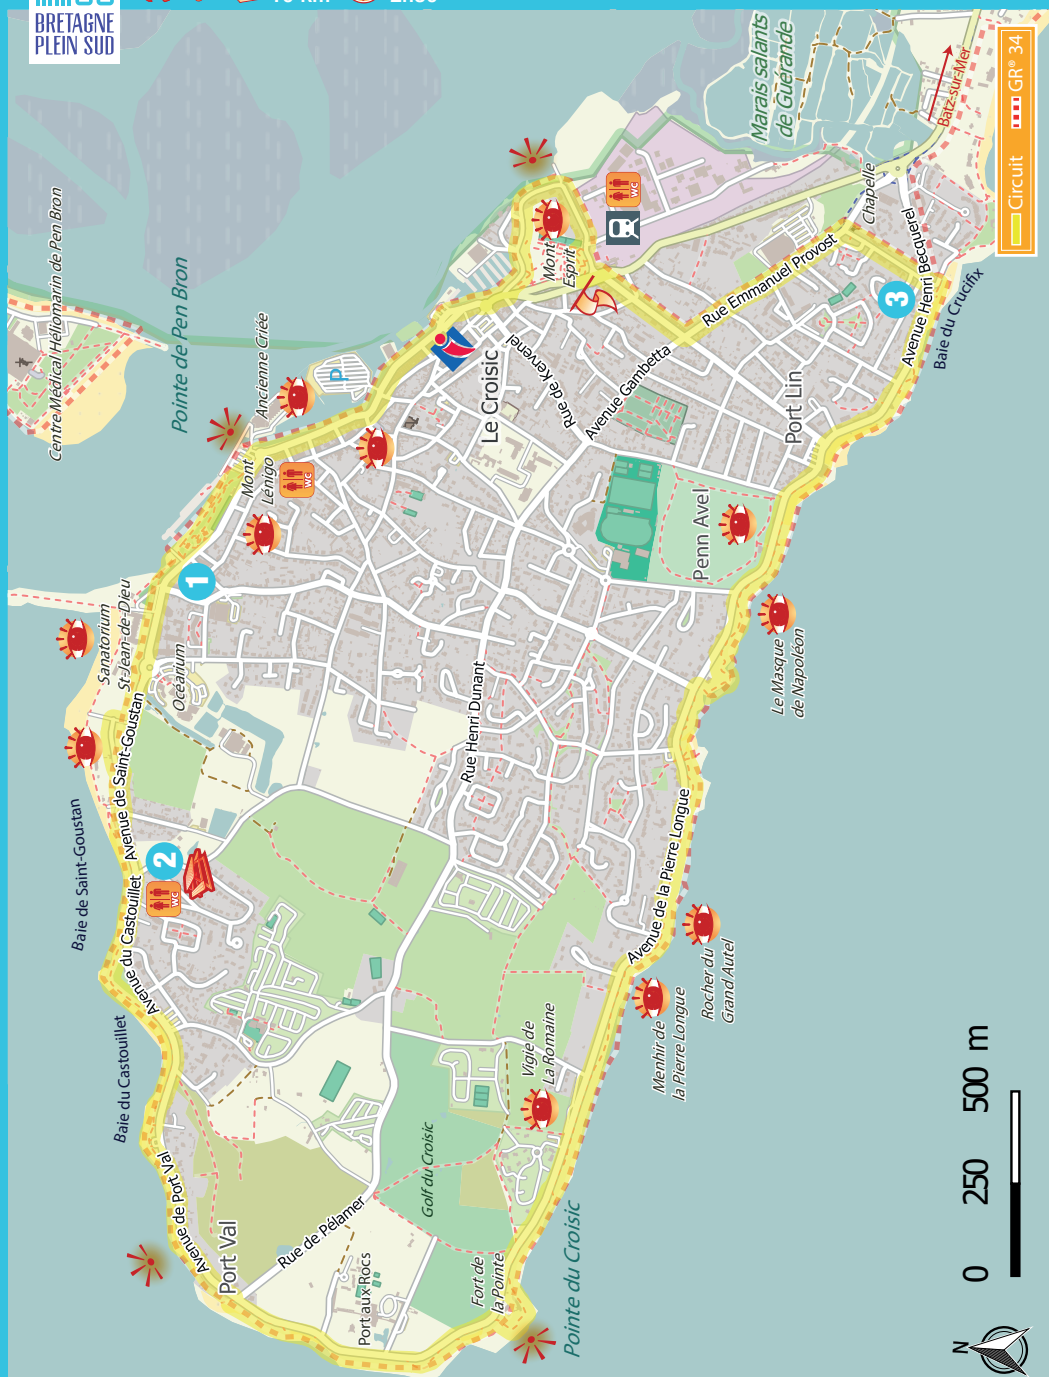 BRETAGNE
PLEIN SUD
Marais salants
de Guérande
Batz-sur-Mer
Circuit
GR® 34
Centre Médical Héliomarin de Pen Bron
Pointe de Pen Bron
Ancienne Criée
P
WC
Mont
Esprit
Chapelle
Rue Emmanuel Provost
3
Avenue Henri Becquerel
Baie du Crucifix
Le Croisic
Rue de Kervenel
Avenue Gambetta
Port Lin
Mont
Lénigo
WC
1
Penn Avel
Sanatorium
St-Jean-de-Dieu
Océarium
Le Masque
de Napoléon
Avenue de Saint-Goustan
Rue Henri Dunant
Baie de Saint-Goustan
2
WC
Avenue du Castouillet
Avenue du Castouillet
Avenue de la Pierre Longue
Rocher du
Grand Autel
Menhir de
la Pierre Longue
Baie du Castouillet
Vigie de
La Romaine
Avenue de Port Val
Golf du Croisic
Port Val
Rue de Pélamer
Port aux Rocs
Fort de
la Pointe
Pointe du Croisic
0
250
500 m
N